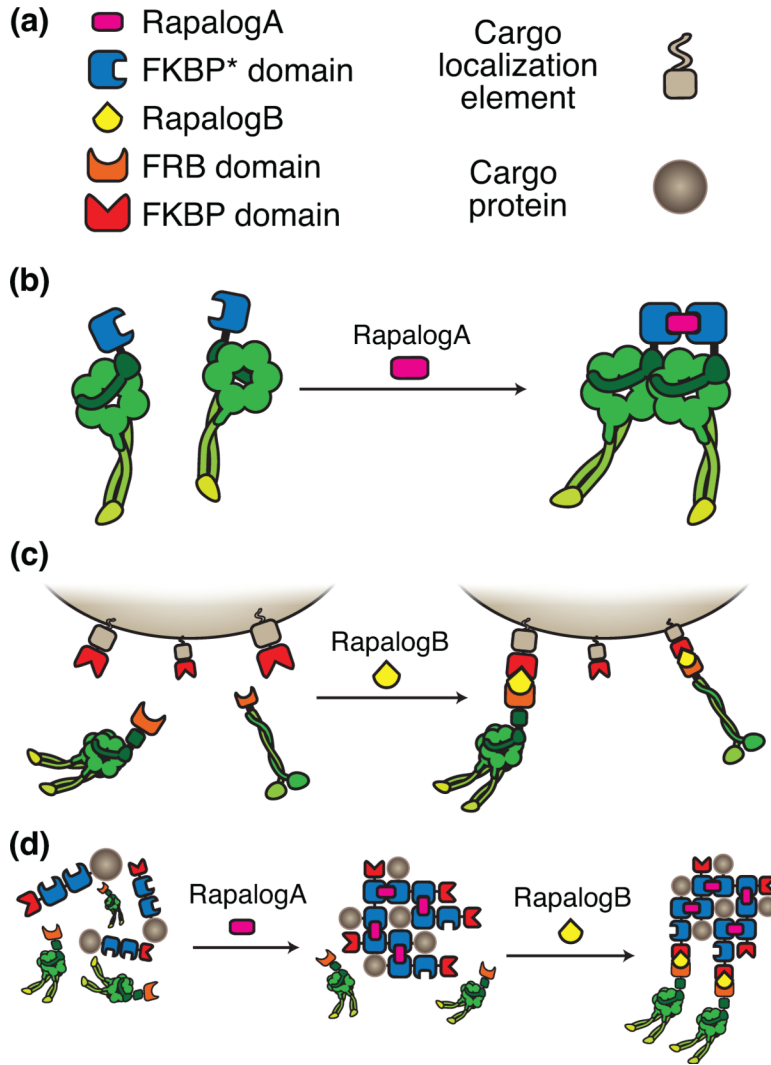 (a)
RapalogA
FKBP* domain
RapalogB
FRB domain
FKBP domain
Cargo
localization
element
Cargo
protein
(b)
RapalogA
(c)
RapalogB
(d)
RapalogA
RapalogB